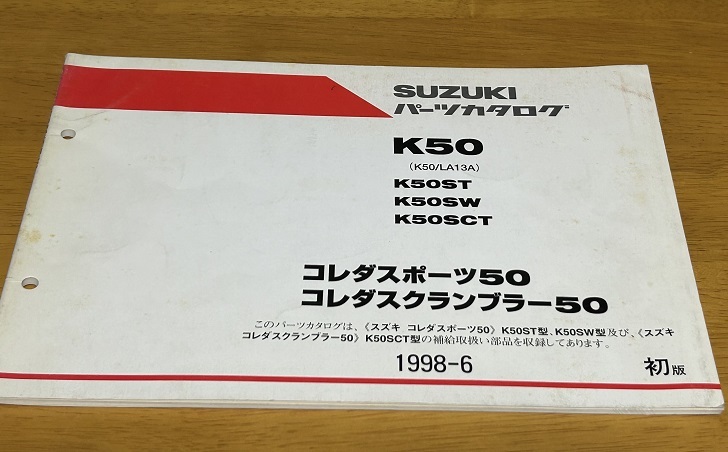 SUZUKI
パーツカタログ
K50
(K50/LA13A)
K50ST
K50SW
K50SCT
コレダスポーツ50
コレダスクランブラー50
このパーツカタログは、《スズキ コレダスポーツ50》K50ST型、K50SW型及び、《スズキ
コレダスクランブラー50》K50SCT型の補給取扱い部品を収録してあります。
1998-6
初版